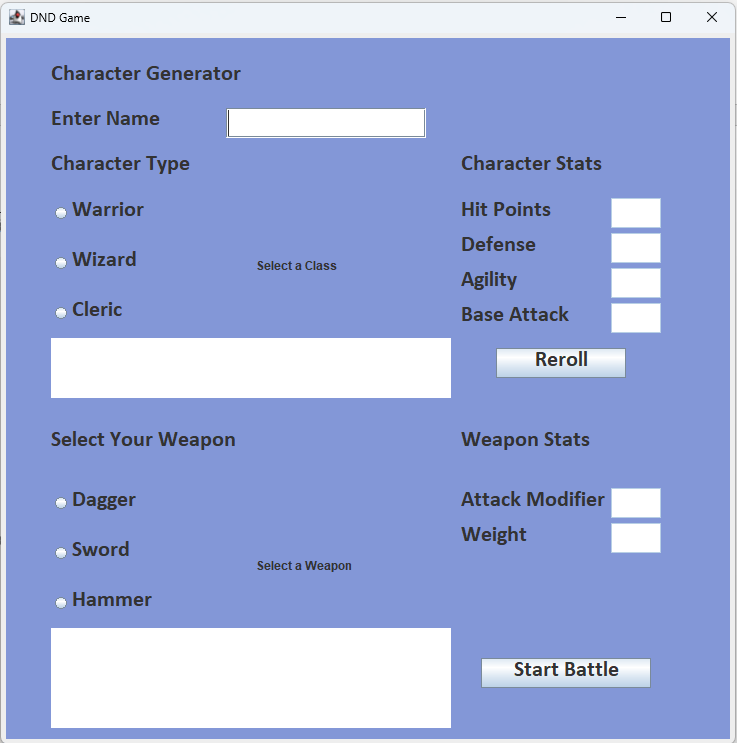 DND Game
Character Generator
Enter Name
Character Type
Character Stats
Warrior
Hit Points
Defense
Wizard
Select a Class
Agility
Cleric
Base Attack
Reroll
Select Your Weapon
Weapon Stats
Dagger
Attack Modifier
Weight
Sword
Select a Weapon
Hammer
Start Battle